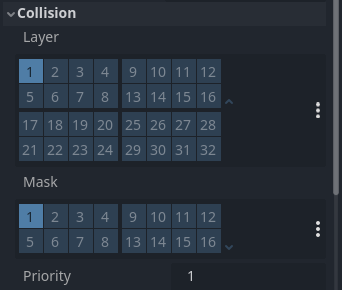 Collision
Layer
1 2 3 4 9 10 11 12
5 6 7 8 13 14 15 16
17 18 19 20 25 26 27 28
21 22 23 24 29 30 31 32
Mask
1 2 3 4 9 10 11 12
5 6 7 8 13 14 15 16
Priority 1